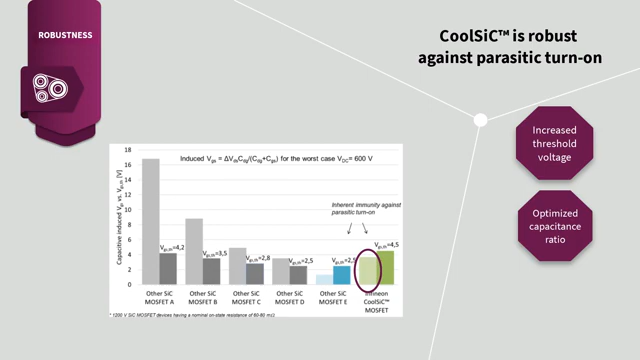 ROBUSTNESS
CoolSiC™ is robust
against parasitic turn-on
Increased
threshold
voltage
Optimized
capacitance
ratio
Induced Vgs = ΔVdsCdg/(Cdg+Cgs) for the worst case VDC= 600 V
Capacitive induced Vgs vs. Vgs,th [V]
18
16
14
12
10
8
6
4
2
0
Inherent immunity against
parasitic turn-on
Vgs,th=4,2
Vgs,th=3,5
Vgs,th=2,8
Vgs,th=2,5
Vgs,th=2,5
Vgs,th=4,5
Other SiC
MOSFET A
Other SiC
MOSFET B
Other SiC
MOSFET C
Other SiC
MOSFET D
Other SiC
MOSFET E
Infineon
CoolSiC™
MOSFET
* 1200 V SiC MOSFET devices having a nominal on-state resistance of 60-80 mΩ